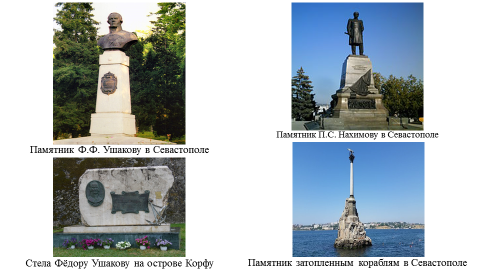 Памятник Ф.Ф. Ушакову в Севастополе
Памятник П.С. Нахимову в Севастополе
Стела Фёдору Ушакову на острове Корфу
Памятник затопленным кораблям в Севастополе